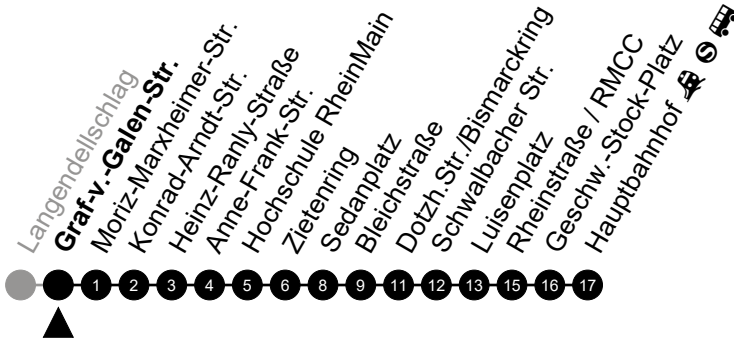 Langendellschlag
Graf-v.-Galen-Str.
Moriz-Marxheimer-Str.
Konrad-Arndt-Str.
Heinz-Ranly-Straße
Anne-Frank-Str.
Hochschule RheinMain
Zietenring
Sedanplatz
Bleichstraße
Dotzh.Str./Bismarckring
Schwalbacher Str.
Luisenplatz
Rheinstraße / RMCC
Geschw.-Stock-Platz
Hauptbahnhof S
1 2 3 4 5 6 8 9 11 12 13 15 16 17